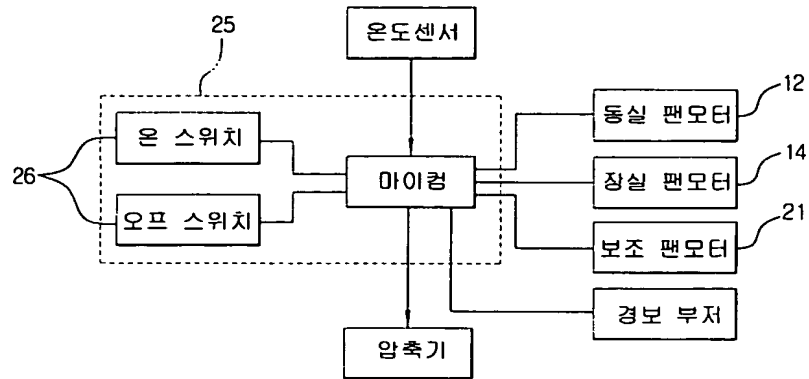 25
온도센서
12
온 스위치
동실 팬모터
14
26
마이컴
장실 팬모터
21
오프 스위치
보조 팬모터
경보 부저
압축기